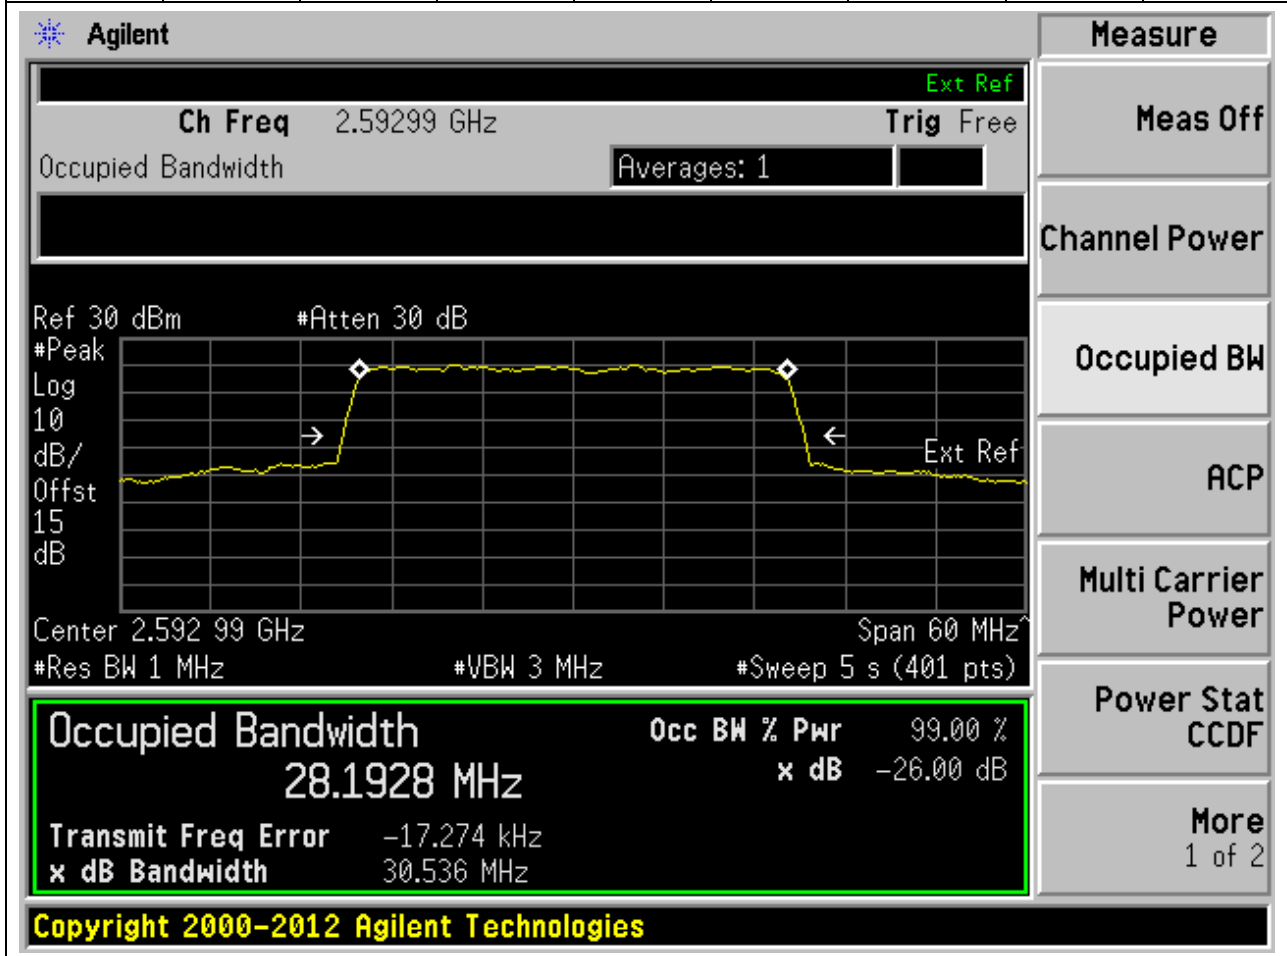 Agilent
Measure
Ext Ref
Ch Freq 2.59299 GHz Trig Free
Meas Off
Occupied Bandwidth Averages: 1
Channel Power
Ref 30 dBm #Atten 30 dB
#Peak
Log
10
dB/
Offst
15
dB
Ext Ref
Occupied BW
ACP
Center 2.592 99 GHz Span 60 MHz^
#Res BW 1 MHz #VBW 3 MHz #Sweep 5 s (401 pts)
Multi Carrier
Power
Occupied Bandwidth Occ BW % Pwr 99.00 %
28.1928 MHz x dB -26.00 dB
Power Stat
CCDF
Transmit Freq Error -17.274 kHz
x dB Bandwidth 30.536 MHz
More
1 of 2
Copyright 2000-2012 Agilent Technologies